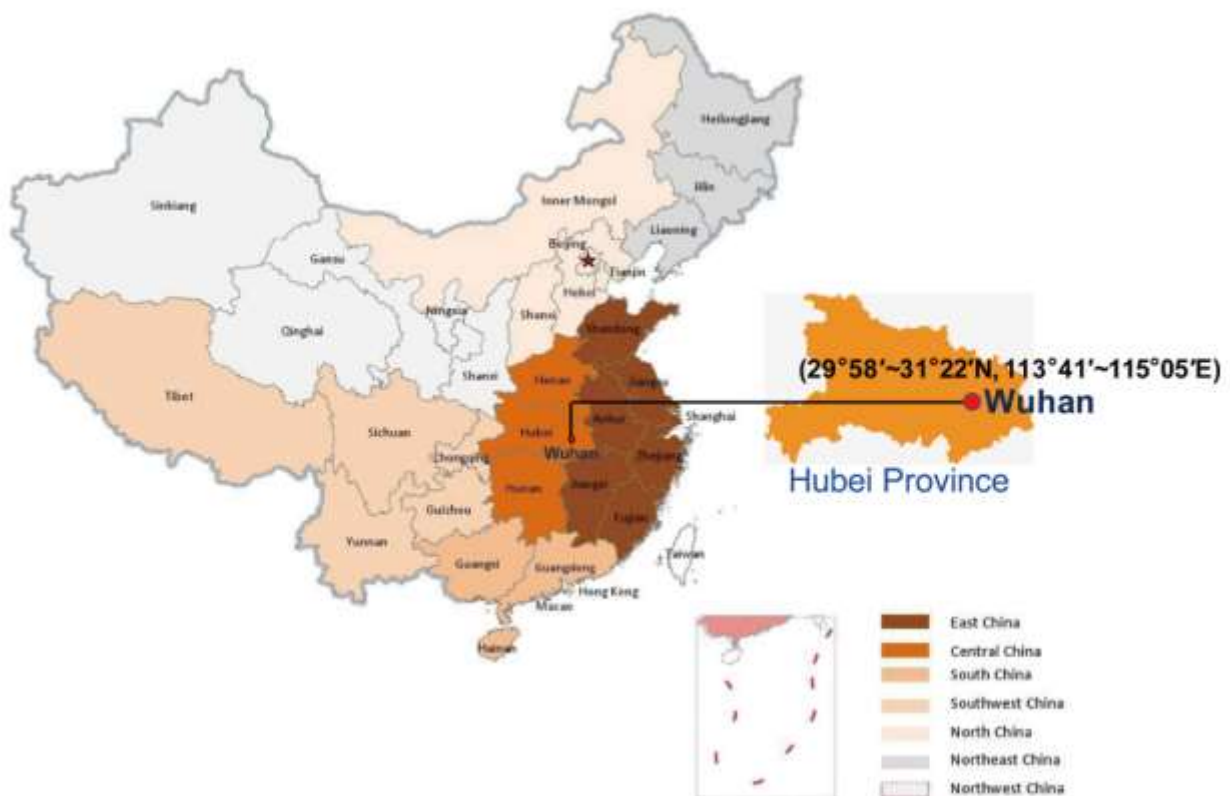 Heilongjiang
Jilin
Sinkiang
Inner Mongol
Liaoning
Beijing
Gansu
Tianjin
Hebei
Ningxia
Shanxi
Shandong
Qinghai
(29°58′~31°22′N, 113°41′~115°05′E)
Henan
Shanxi
Jiangsu
Tibet
Wuhan
Anhui
Shanghai
Sichuan
Hubei
Wuhan
Zhejiang
Chongqing
Hubei Province
Hunan
Jiangxi
Guizhou
Fujian
Yunnan
Taiwan
Guangxi
Guangdong
Hong Kong
Macao
Hainan
East China
Central China
South China
Southwest China
North China
Northeast China
Northwest China